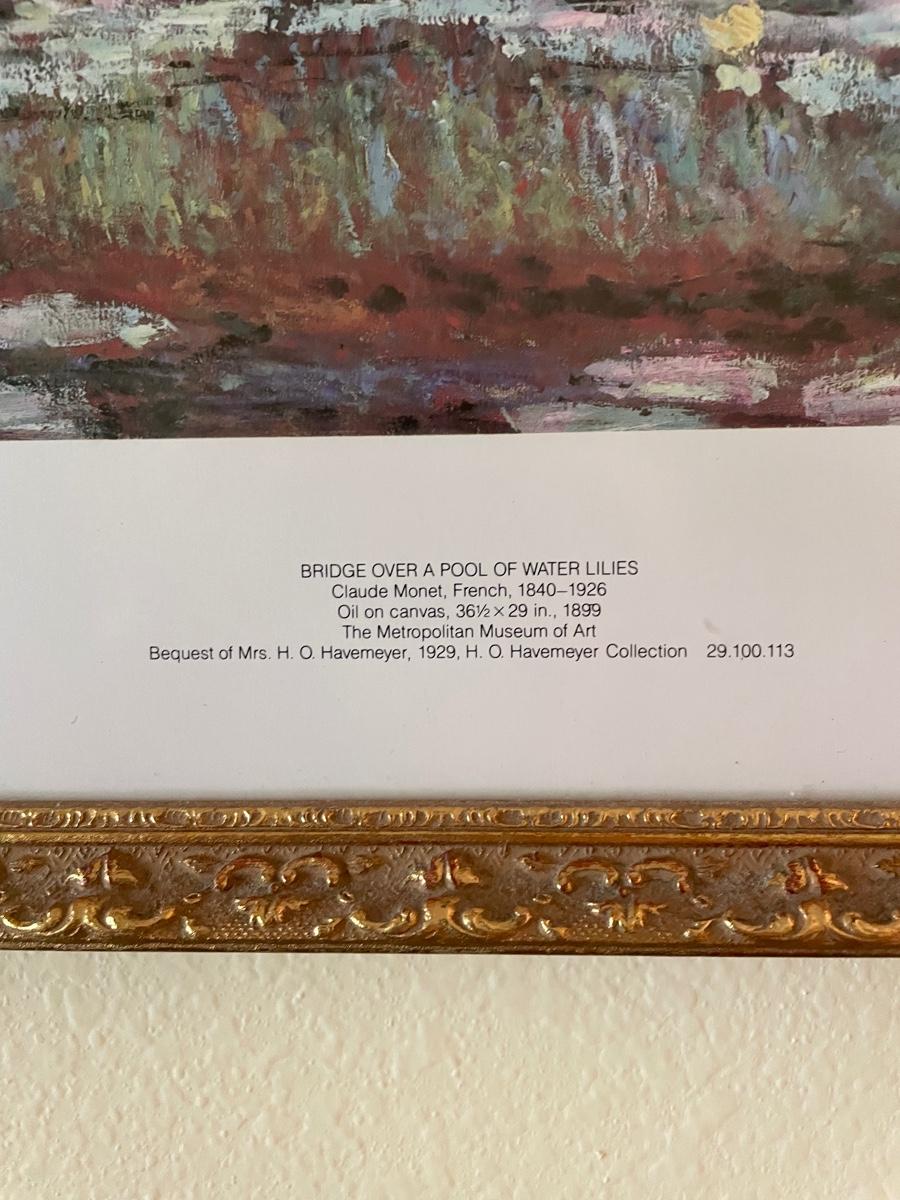 BRIDGE OVER A POOL OF WATER LILIES
Claude Monet, French, 1840–1926
Oil on canvas, 36½ × 29 in., 1899
The Metropolitan Museum of Art
Bequest of Mrs. H. O. Havemeyer, 1929, H. O. Havemeyer Collection 29.100.113